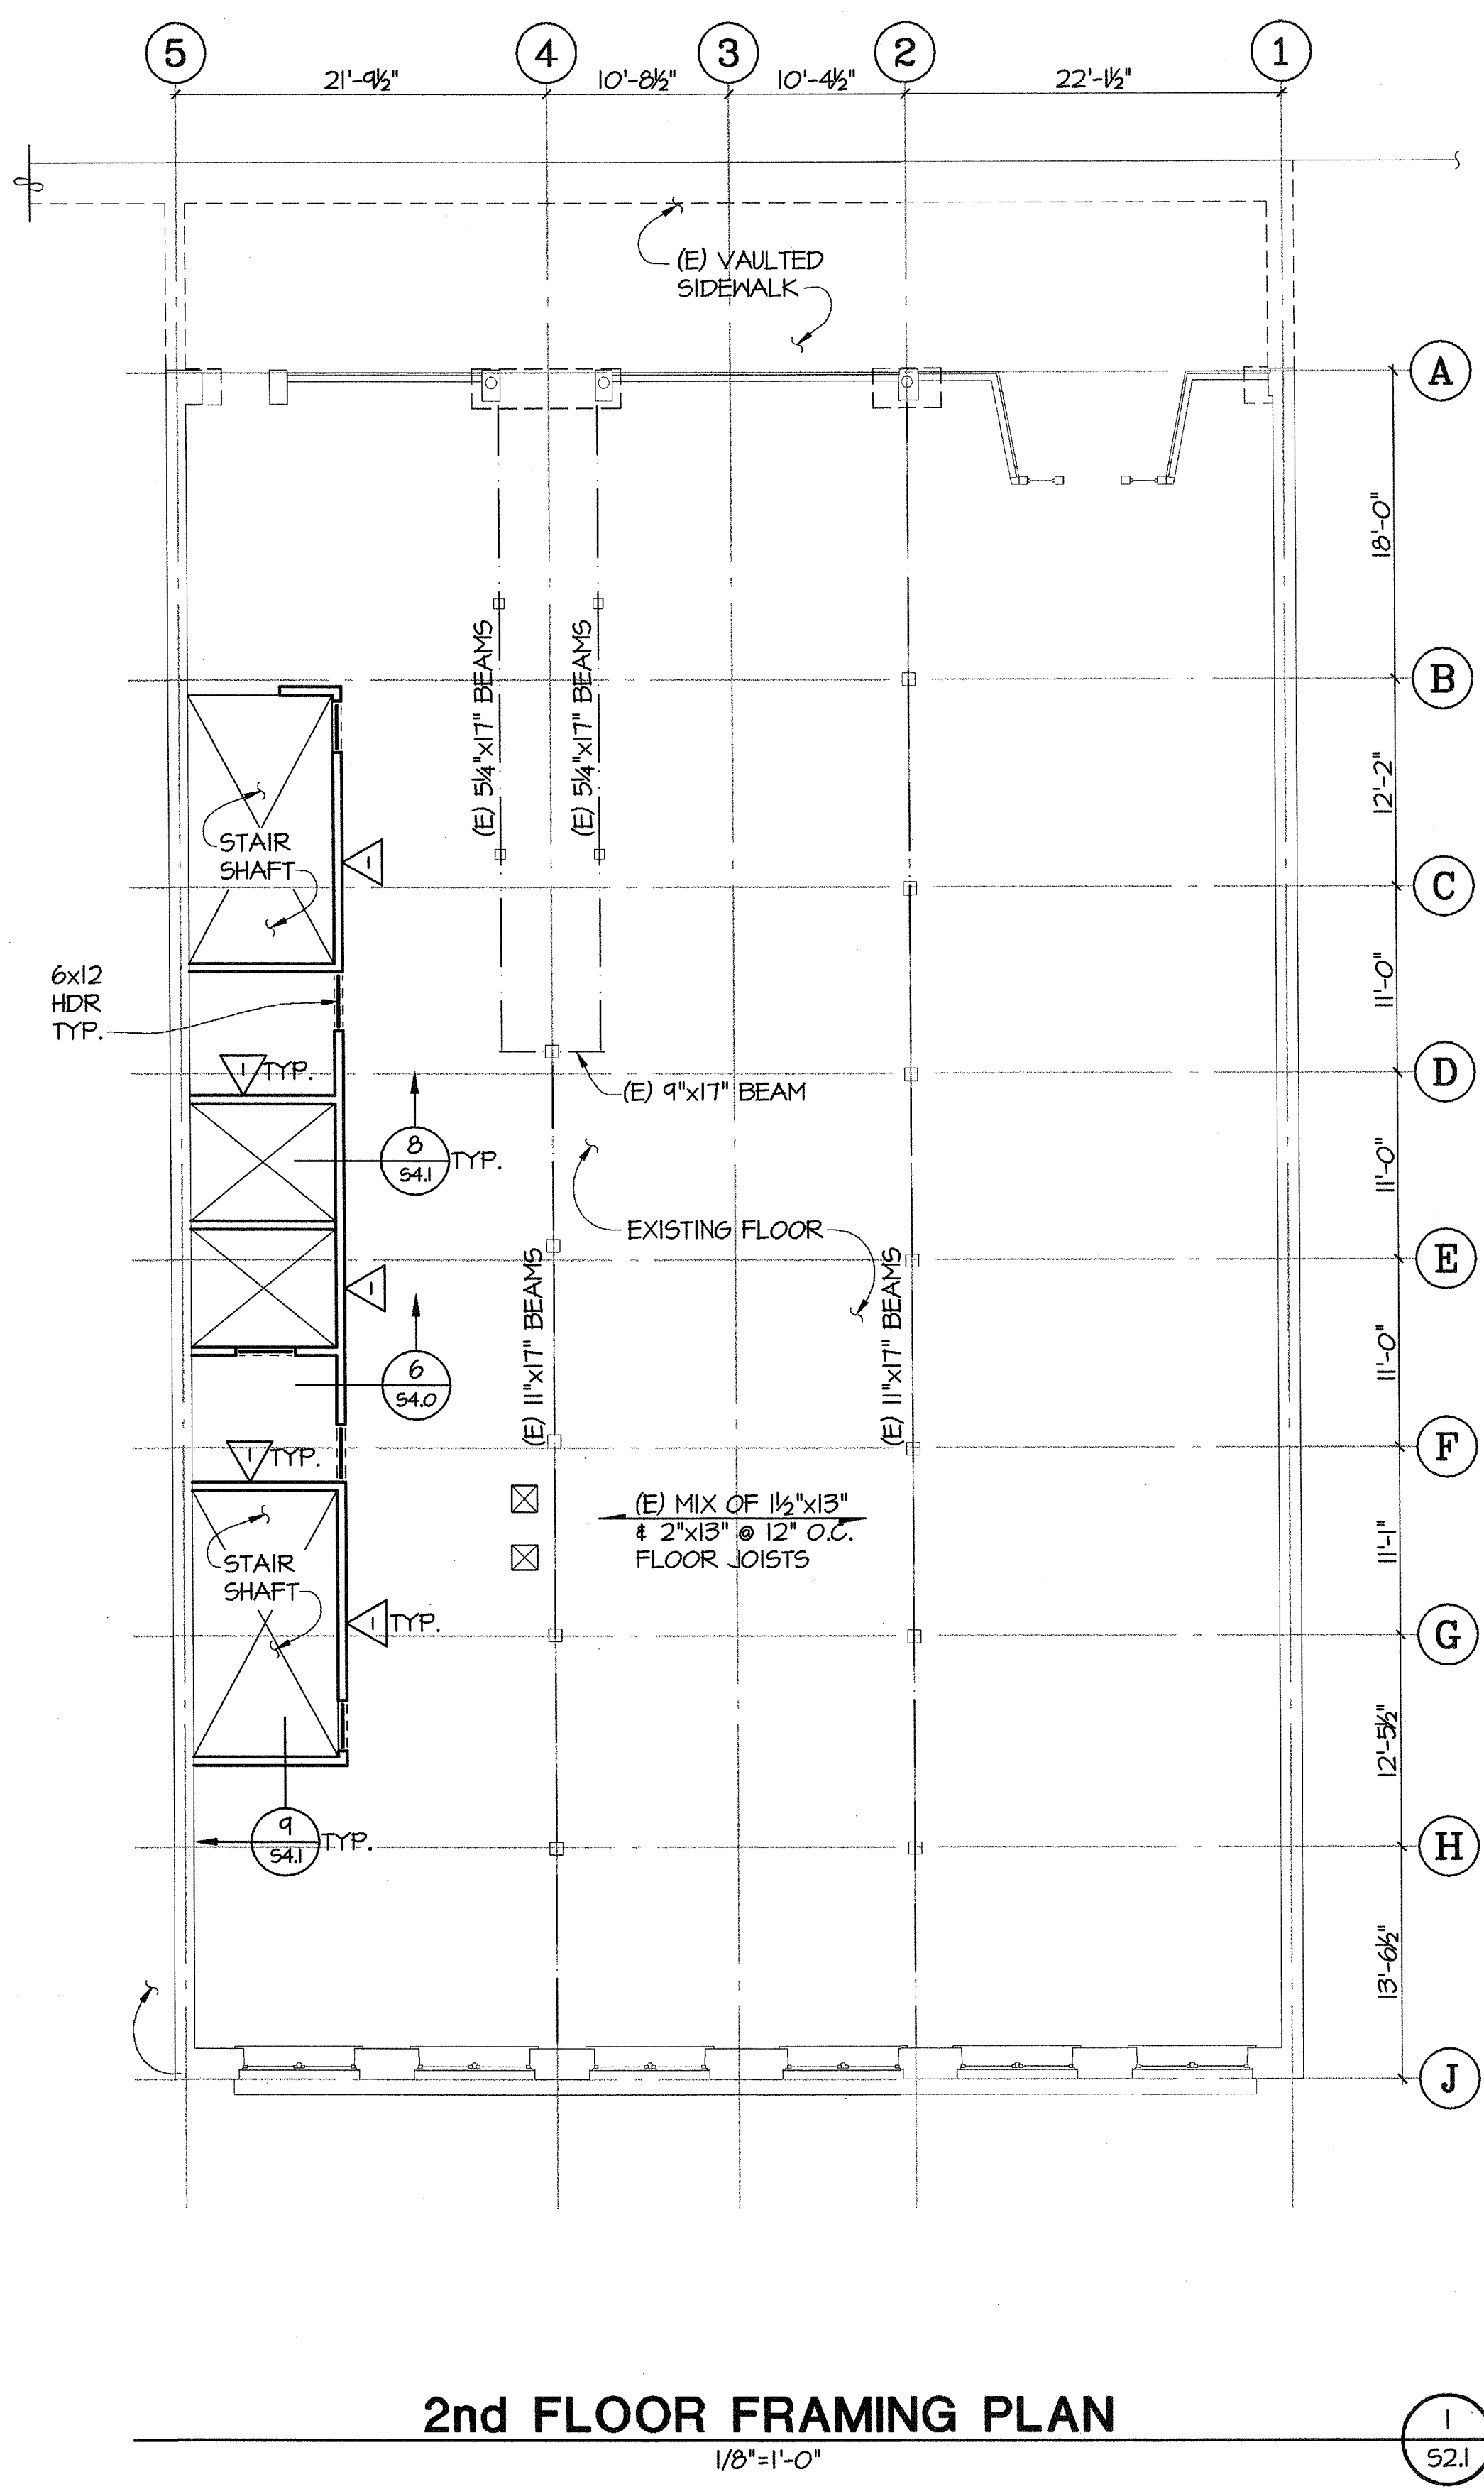 5
4
3
2
1
21'-9½"
10'-8½"
10'-4½"
22'-1½"
(E) VAULTED
SIDEWALK
A
18'-0"
(E) 5¼"x17" BEAMS
(E) 5¼"x17" BEAMS
B
12'-2"
STAIR
SHAFT
1
C
6x12
HDR
TYP.
11'-0"
1 TYP.
D
(E) 9"x17" BEAM
8
S4.1
TYP.
11'-0"
EXISTING FLOOR
E
1
(E) 11"x17" BEAMS
(E) 11"x17" BEAMS
11'-0"
6
S4.0
F
1 TYP.
(E) MIX OF 1½"x13"
& 2"x13" @ 12" O.C.
FLOOR JOISTS
11'-1"
STAIR
SHAFT
1 TYP.
G
12'-5½"
9
S4.1
TYP.
H
13'-6½"
J
2nd FLOOR FRAMING PLAN
1/8"=1'-0"
1
S2.1